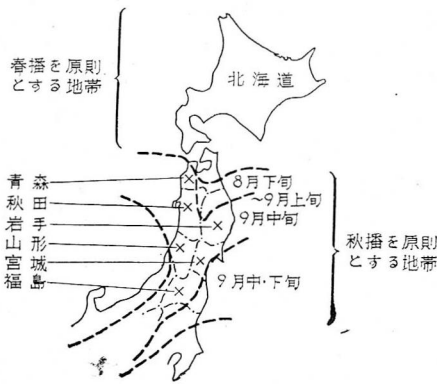 春播を原則
とする地帯
北海道
青森
秋田
岩手
山形
宮城
福島
8月下旬
~9月上旬
9月中旬
9月中・下旬
秋播を原則
とする地帯